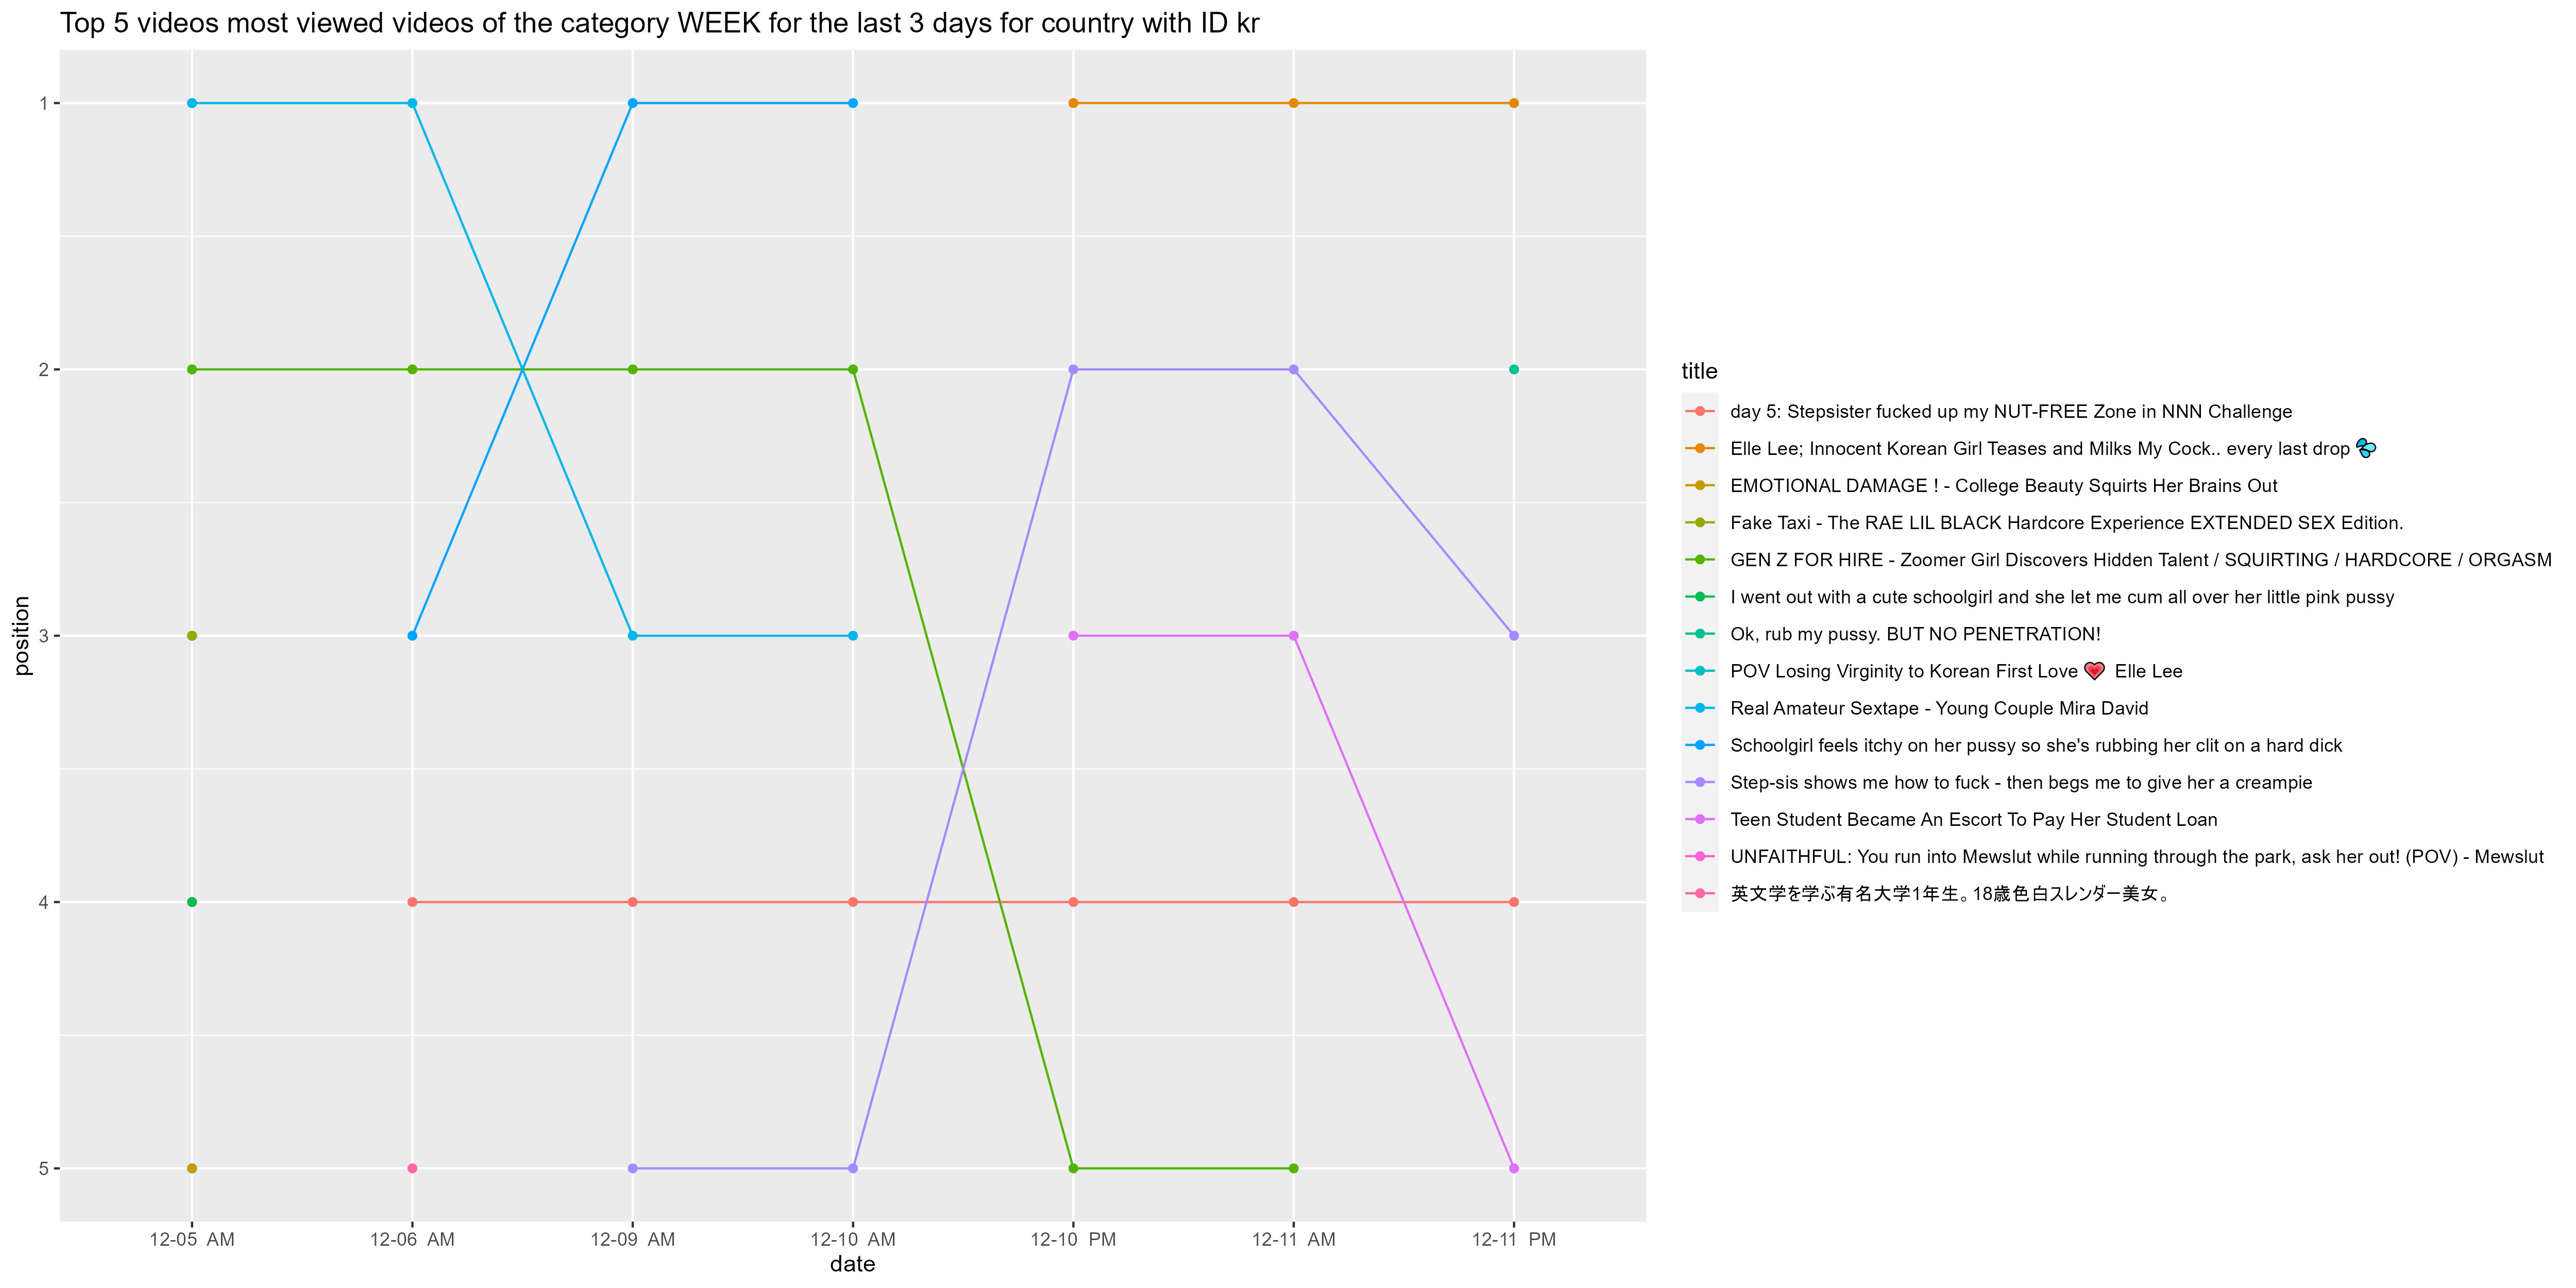 Top 5 videos most viewed videos of the category WEEK for the last 3 days for country with ID kr
1
2
3
4
5
position
12-05 AM
12-06 AM
12-09 AM
12-10 AM
12-10 PM
12-11 AM
12-11 PM
date
title
day 5: Stepsister fucked up my NUT-FREE Zone in NNN Challenge
Elle Lee; Innocent Korean Girl Teases and Milks My Cock.. every last drop 💦
EMOTIONAL DAMAGE ! - College Beauty Squirts Her Brains Out
Fake Taxi - The RAE LIL BLACK Hardcore Experience EXTENDED SEX Edition.
GEN Z FOR HIRE - Zoomer Girl Discovers Hidden Talent / SQUIRTING / HARDCORE / ORGASM
I went out with a cute schoolgirl and she let me cum all over her little pink pussy
Ok, rub my pussy. BUT NO PENETRATION!
POV Losing Virginity to Korean First Love 💗 Elle Lee
Real Amateur Sextape - Young Couple Mira David
Schoolgirl feels itchy on her pussy so she's rubbing her clit on a hard dick
Step-sis shows me how to fuck - then begs me to give her a creampie
Teen Student Became An Escort To Pay Her Student Loan
UNFAITHFUL: You run into Mewslut while running through the park, ask her out! (POV) - Mewslut
英文学を学ぶ有名大学1年生。18歳色白スレンダー美女。